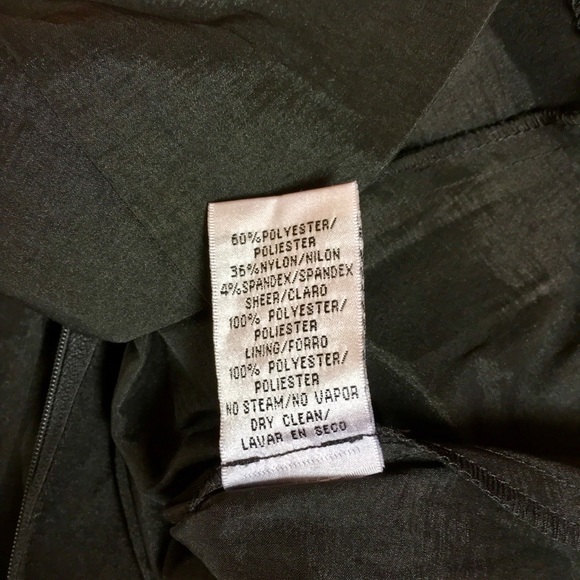 60%POLYESTER/
POLIESTER
36%NYLON/NILON
4%SPANDEX/SPANDEX
SHEER/CLARO
100% POLYESTER/
POLIESTER
LINING/FORRO
100% POLYESTER/
POLIESTER
NO STEAM/NO VAPOR
DRY CLEAN/
LAVAR EN SECO